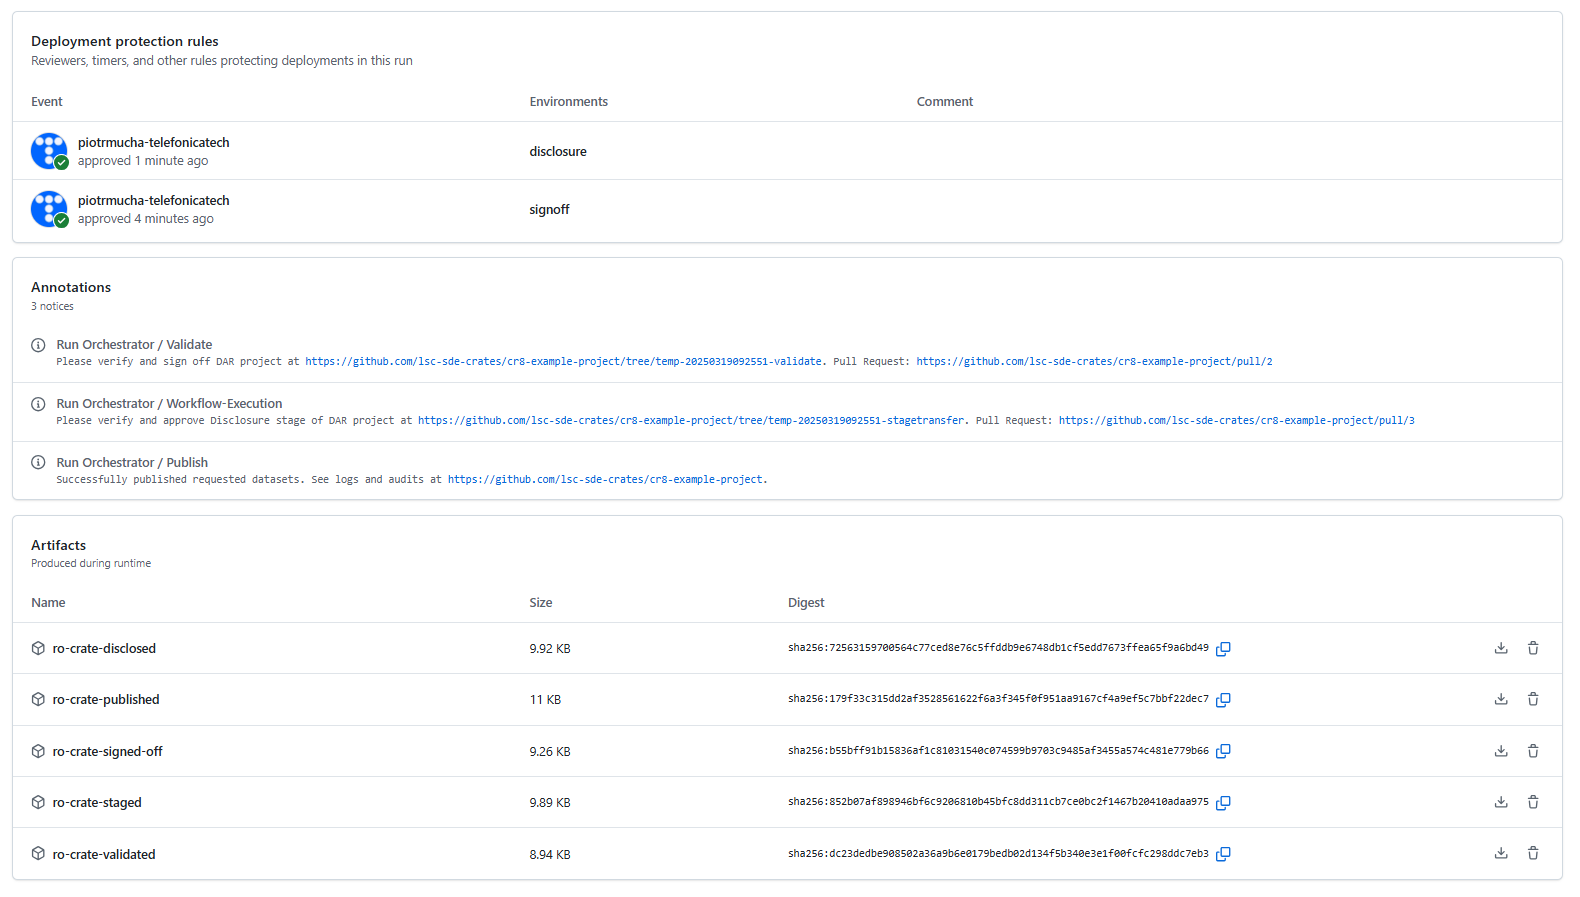 Deployment protection rules
Reviewers, timers, and other rules protecting deployments in this run
Event Environments Comment
piotrmucha-telefonicatech
approved 1 minute ago
disclosure
piotrmucha-telefonicatech
approved 4 minutes ago
signoff
Annotations
3 notices
Run Orchestrator / Validate
Please verify and sign off DAR project at https://github.com/lsc-sde-crates/cr8-example-project/tree/temp-20250319092551-validate. Pull Request: https://github.com/lsc-sde-crates/cr8-example-project/pull/2
Run Orchestrator / Workflow-Execution
Please verify and approve Disclosure stage of DAR project at https://github.com/lsc-sde-crates/cr8-example-project/tree/temp-20250319092551-stagetransfer. Pull Request: https://github.com/lsc-sde-crates/cr8-example-project/pull/3
Run Orchestrator / Publish
Successfully published requested datasets. See logs and audits at https://github.com/lsc-sde-crates/cr8-example-project.
Artifacts
Produced during runtime
Name Size Digest
ro-crate-disclosed 9.92 KB sha256:72563159700564c77ced8e76c5ffddb9e6748db1cf5edd7673ffea65f9a6bd49
ro-crate-published 11 KB sha256:179f33c315dd2af3528561622f6a3f345f0f951aa9167cf4a9ef5c7bbf22dec7
ro-crate-signed-off 9.26 KB sha256:b55bff91b15836af1c81031540c074599b9703c9485af3455a574c481e779b66
ro-crate-staged 9.89 KB sha256:852b07af898946bf6c9206810b45bfc8dd311cb7ce0bc2f1467b20410adaa975
ro-crate-validated 8.94 KB sha256:dc23dedbe908502a36a9b6e0179bedb02d134f5b340e3e1f00fcfc298ddc7eb3